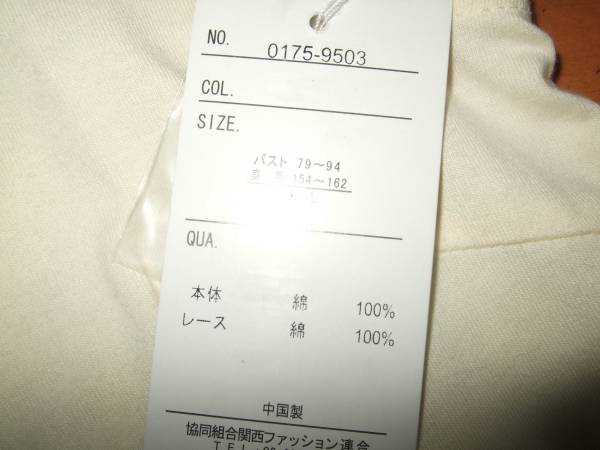 NO. 0175-9503
COL.
SIZE.
バスト 79〜94
身 長 154〜162
QUA.
本体 綿 100%
レース 綿 100%
中国製
協同組合関西ファッション連合
TEL